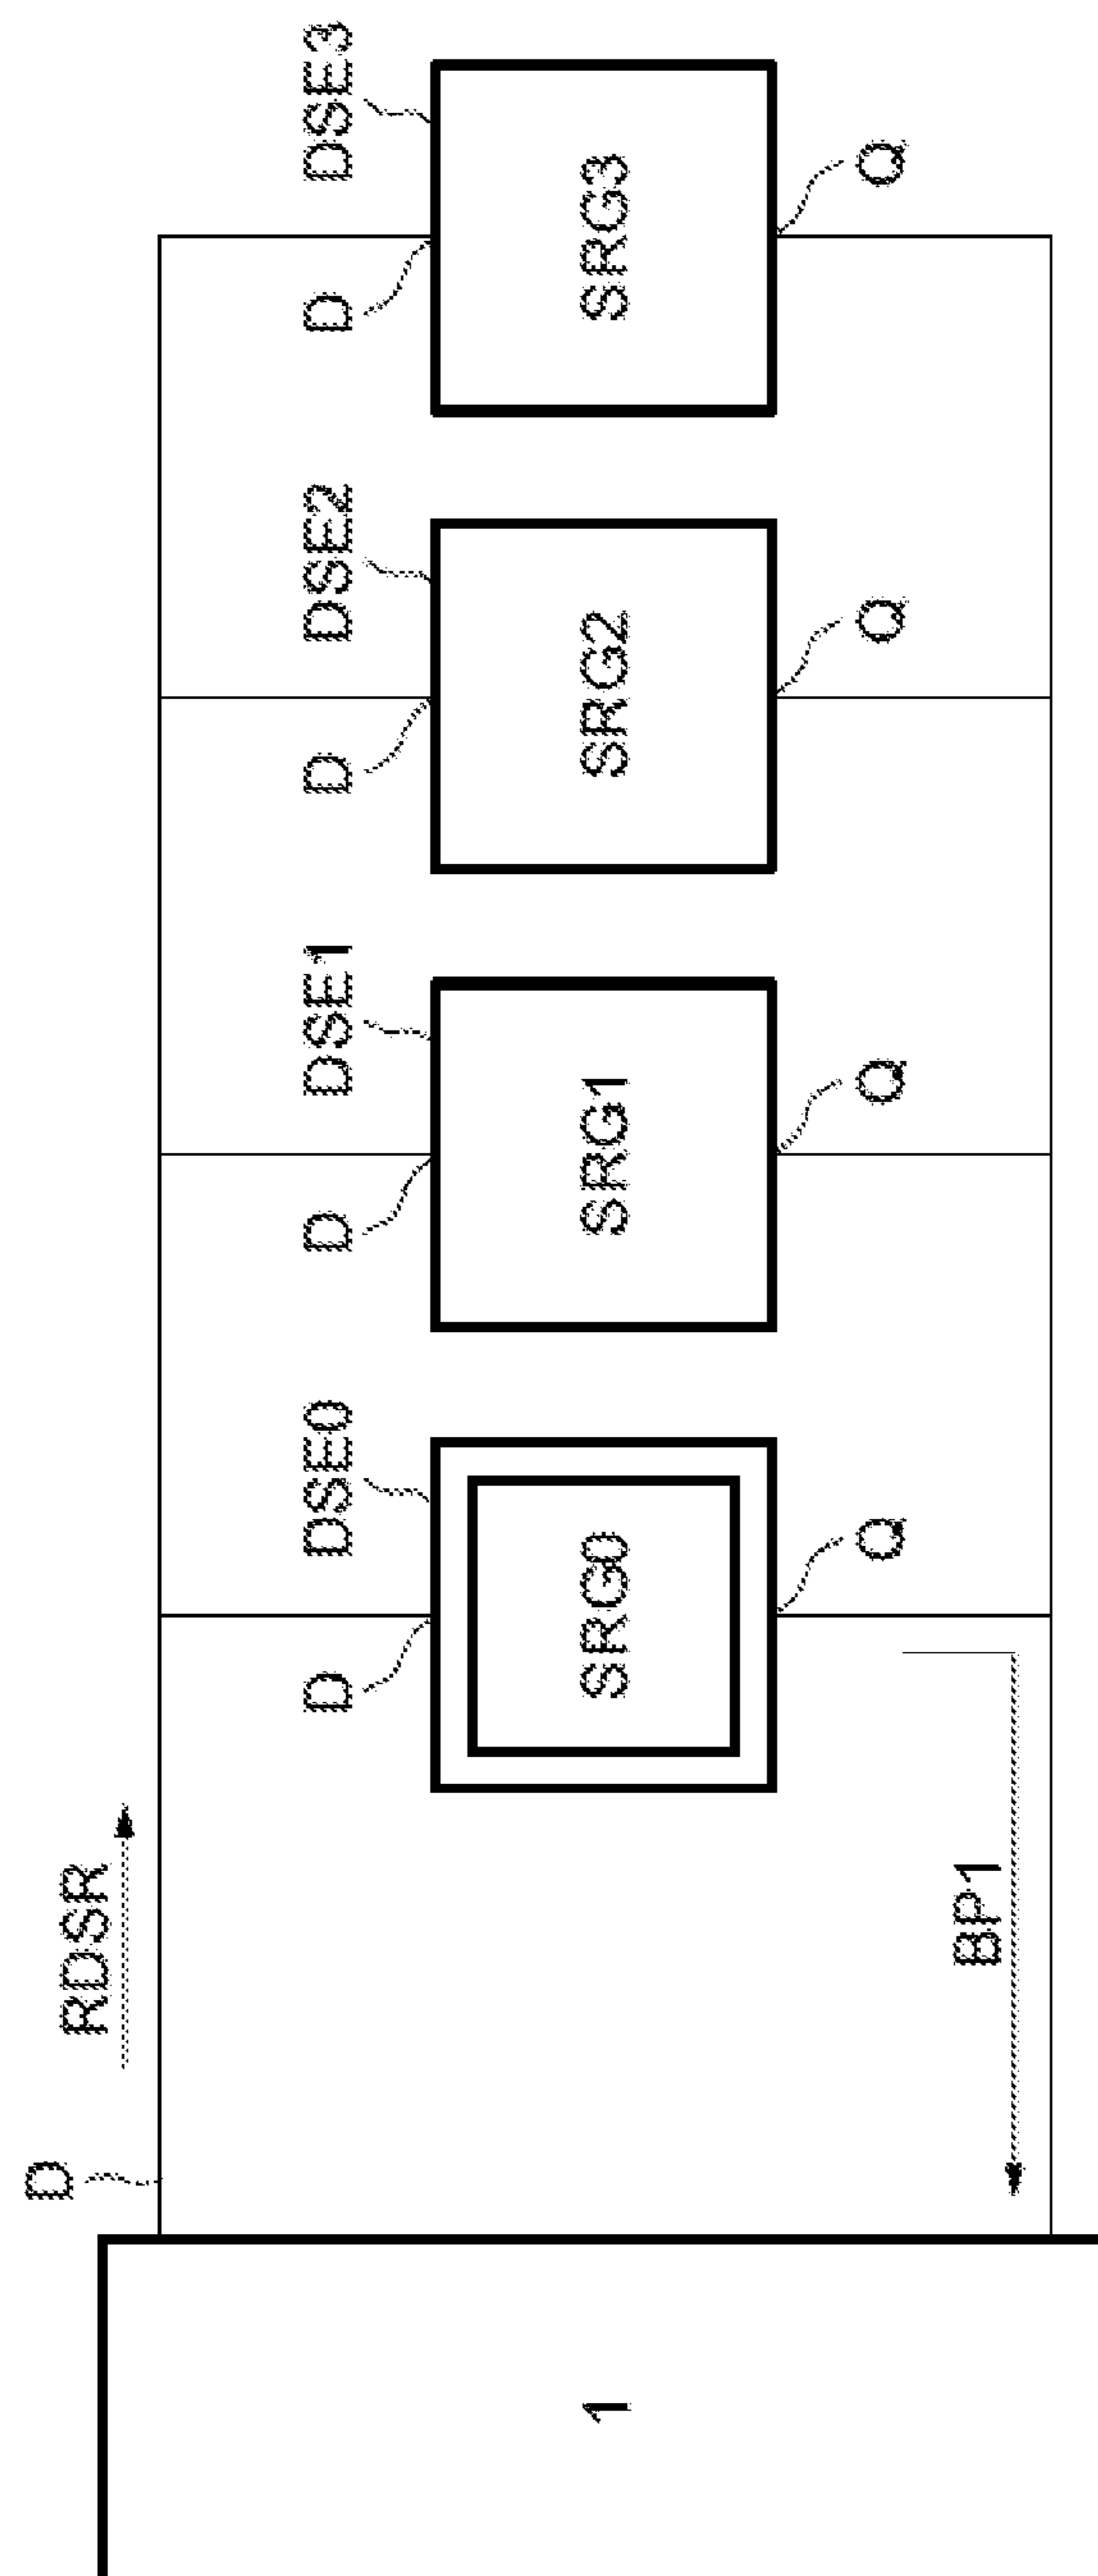 D
RDSR
DSE0
DSE1
DSE2
DSE3
D
D
D
D
1
SRG0
SRG1
SRG2
SRG3
Q
Q
Q
Q
BP1